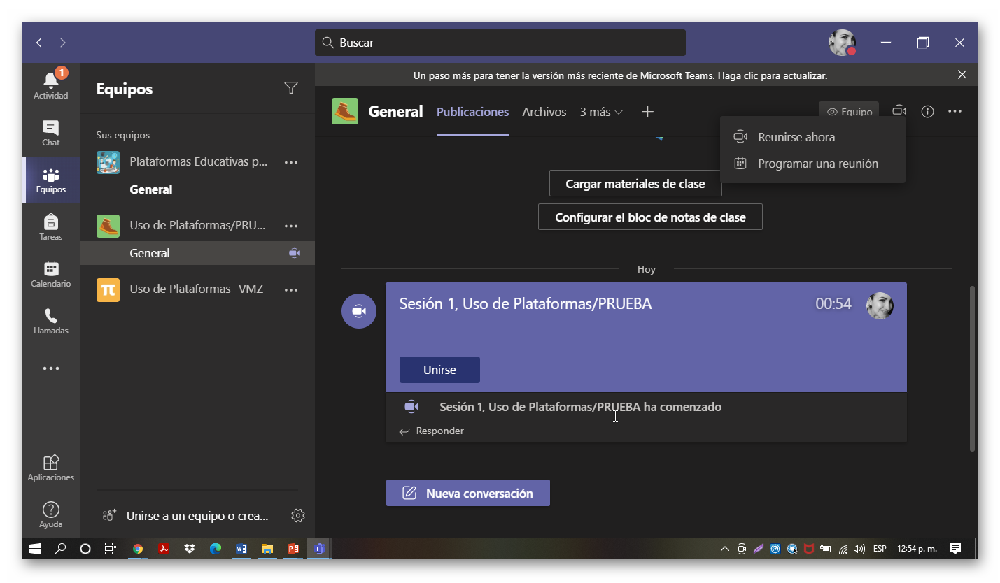 Buscar
Un paso más para tener la versión más reciente de Microsoft Teams. Haga clic para actualizar.
1
Actividad
Chat
Equipos
Tareas
Calendario
Llamadas
Aplicaciones
Ayuda
Equipos
Sus equipos
Plataformas Educativas p...
General
Uso de Plataformas/PRU...
General
π
Uso de Plataformas_ VMZ
Unirse a un equipo o crea...
General
Publicaciones
Archivos
3 más
Equipo
Reunirse ahora
Programar una reunión
Cargar materiales de clase
Configurar el bloc de notas de clase
Hoy
Sesión 1, Uso de Plataformas/PRUEBA
00:54
Unirse
Sesión 1, Uso de Plataformas/PRUEBA ha comenzado
Responder
Nueva conversación
ESP
12:54 p. m.